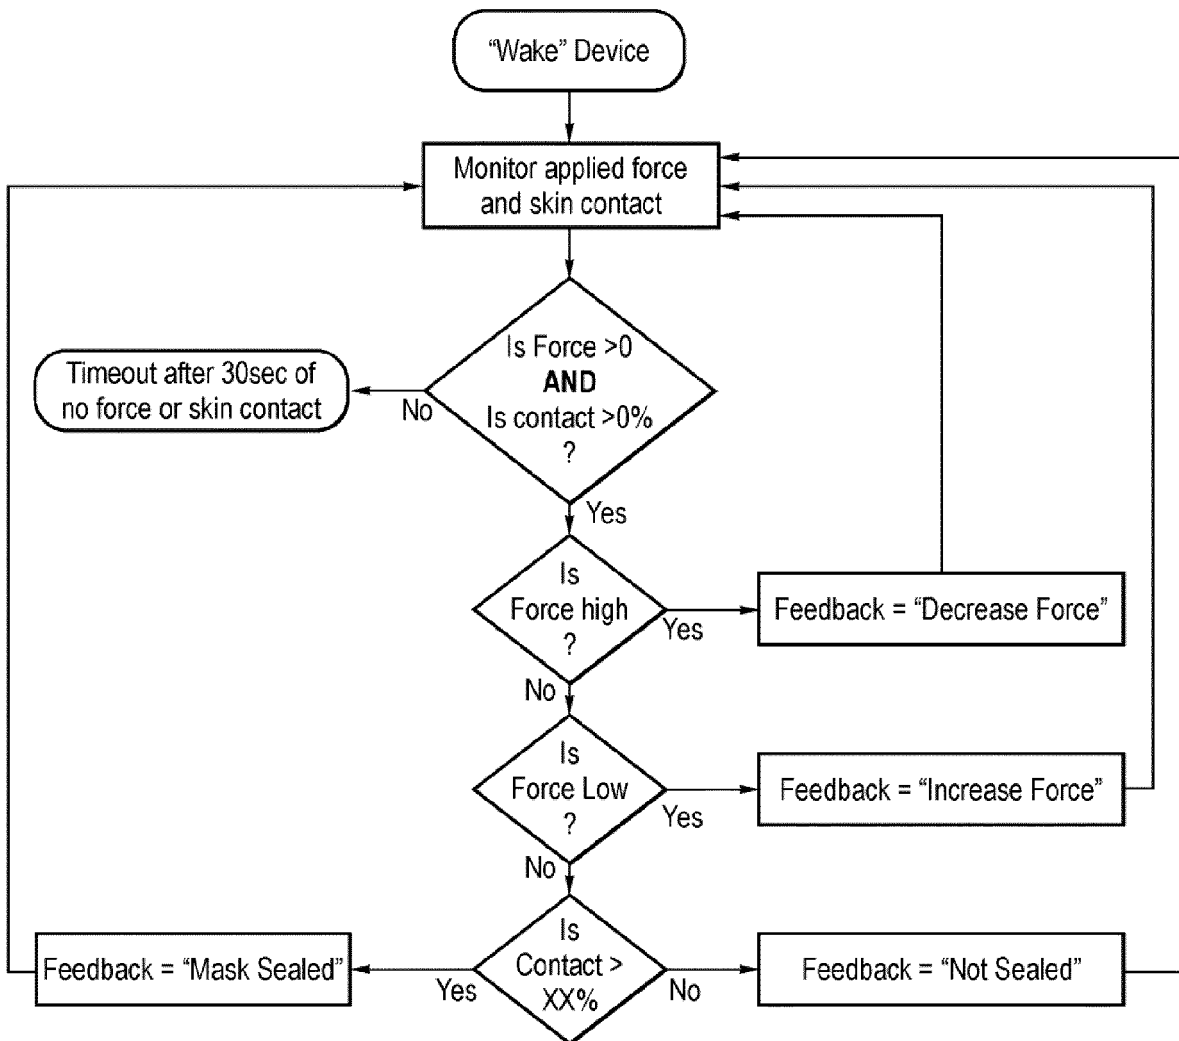 “Wake” Device
Monitor applied force
and skin contact
Is Force >0
AND
Is contact >0%
?
Timeout after 30sec of
no force or skin contact
No
Yes
Is
Force high
?
Yes
Feedback = “Decrease Force”
No
Is
Force Low
?
Yes
Feedback = “Increase Force”
No
Is
Contact >
XX%
Yes
Feedback = “Mask Sealed”
No
Feedback = “Not Sealed”